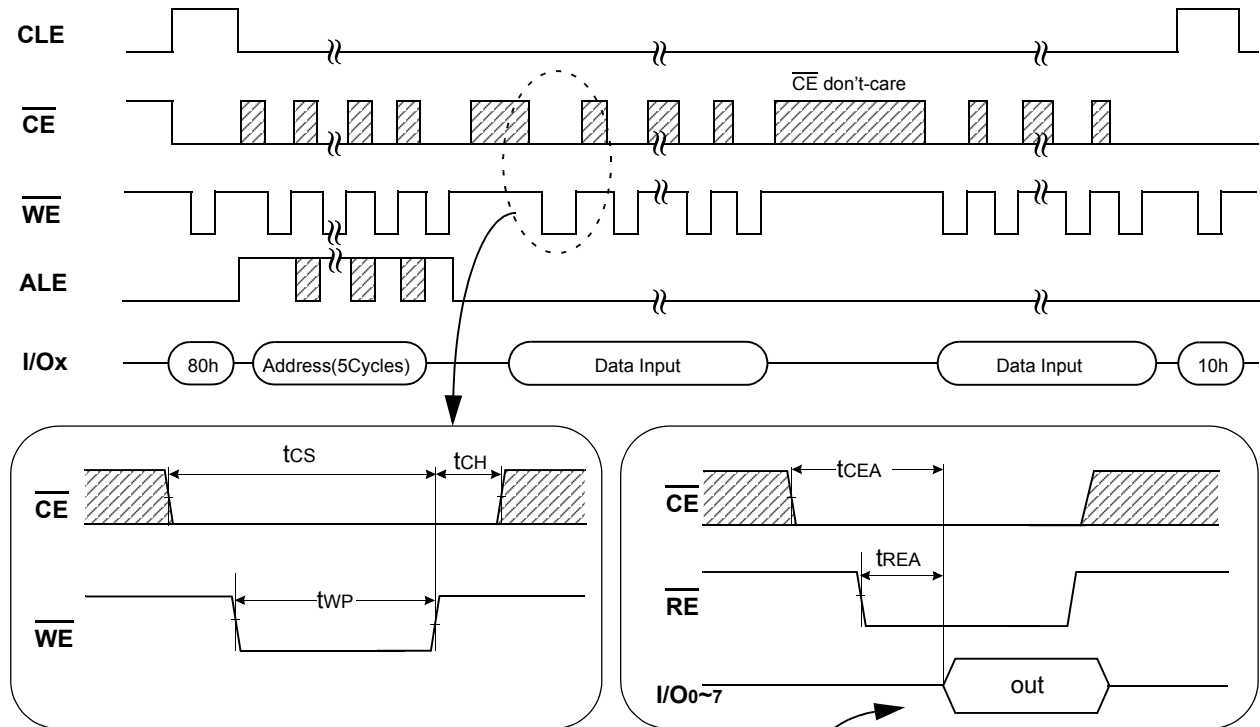 CLE
CE don't-care
CE
WE
ALE
I/Ox
80h
Address(5Cycles)
Data Input
Data Input
10h
tCS
tCH
CE
tWP
WE
tCEA
CE
tREA
RE
I/O0~7
out